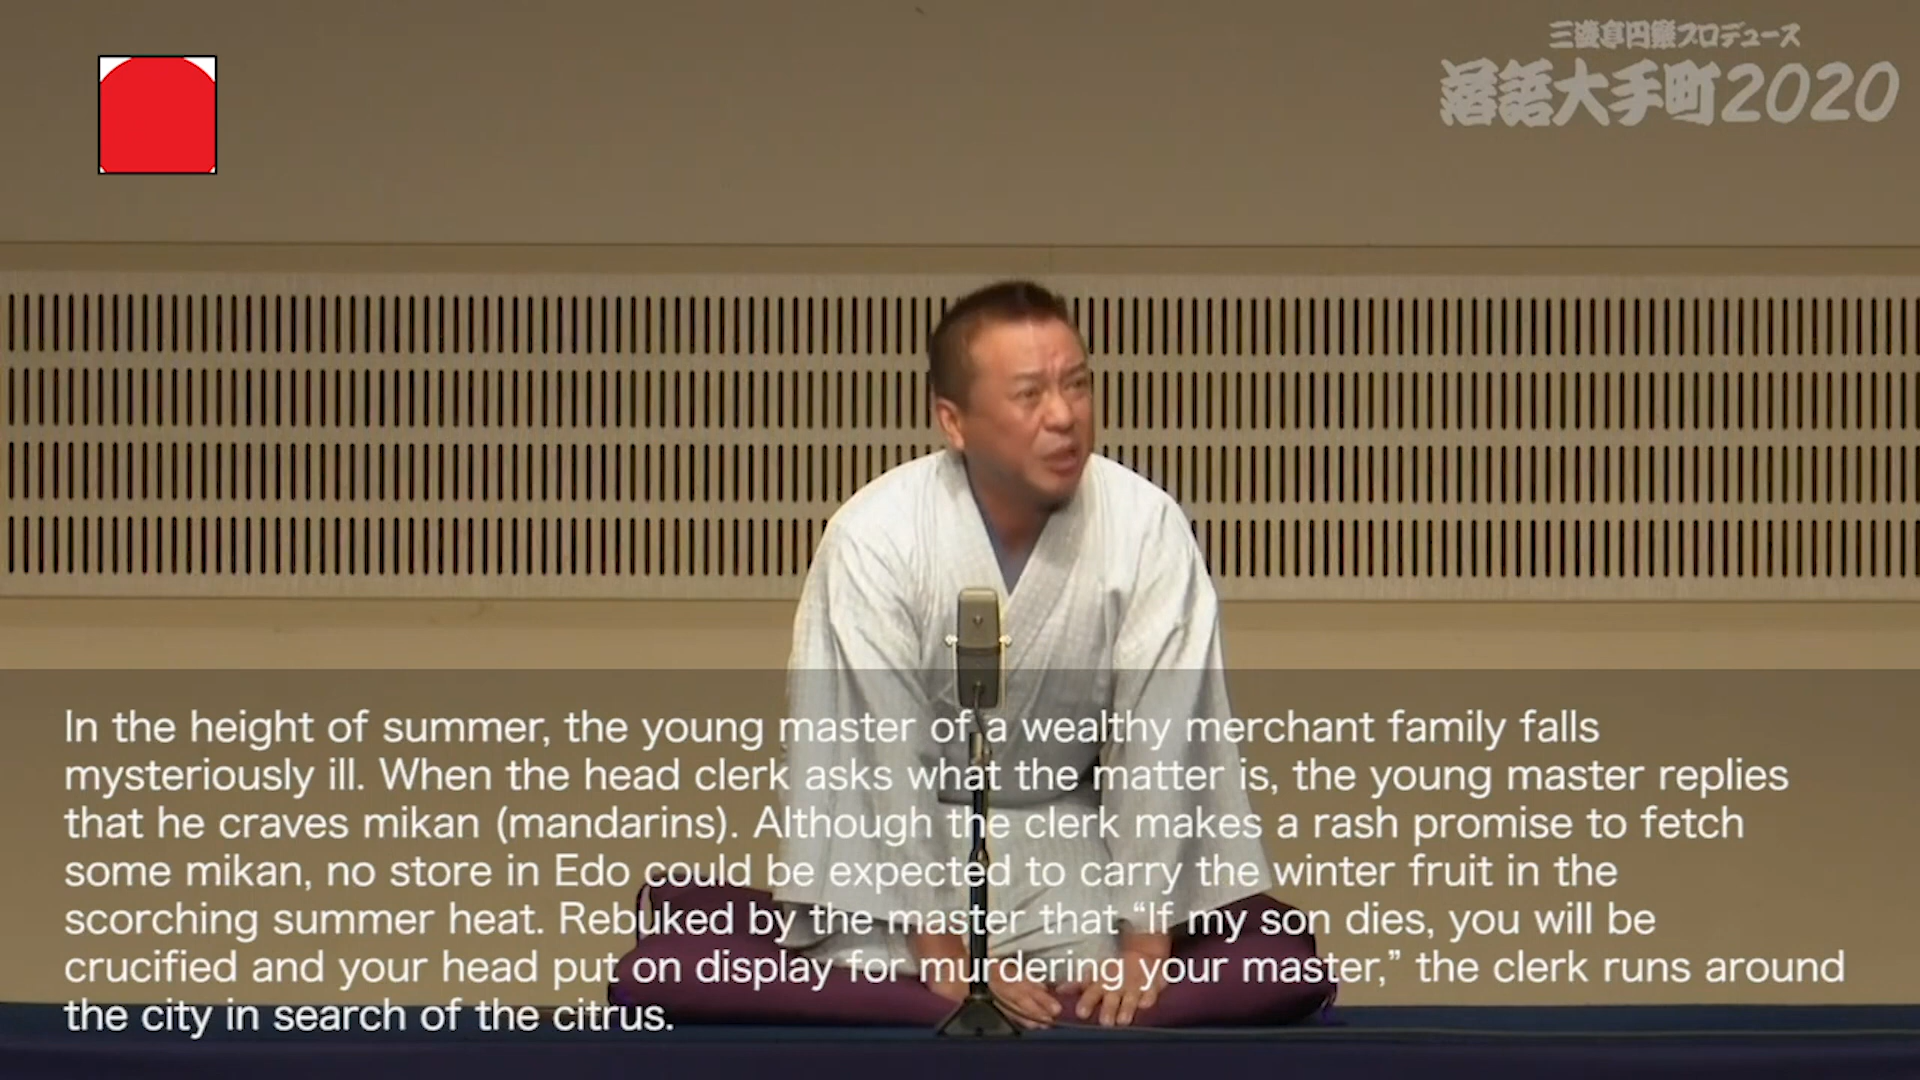 三遊亭円楽プロデュース
落語大手町2020
In the height of summer, the young master of a wealthy merchant family falls
mysteriously ill. When the head clerk asks what the matter is, the young master replies
that he craves mikan (mandarins). Although the clerk makes a rash promise to fetch
some mikan, no store in Edo could be expected to carry the winter fruit in the
scorching summer heat. Rebuked by the master that “If my son dies, you will be
crucified and your head put on display for murdering your master,” the clerk runs around
the city in search of the citrus.